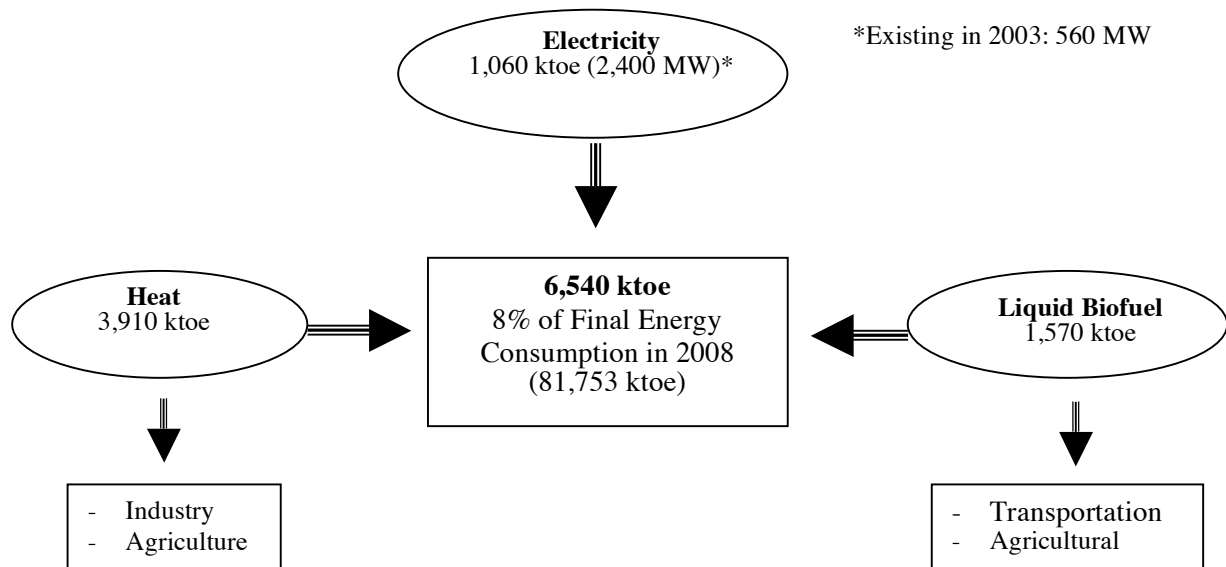 Electricity
1,060 ktoe (2,400 MW)*
*Existing in 2003: 560 MW
Heat
3,910 ktoe
6,540 ktoe
8% of Final Energy
Consumption in 2008
(81,753 ktoe)
Liquid Biofuel
1,570 ktoe
- Industry
- Agriculture
- Transportation
- Agricultural